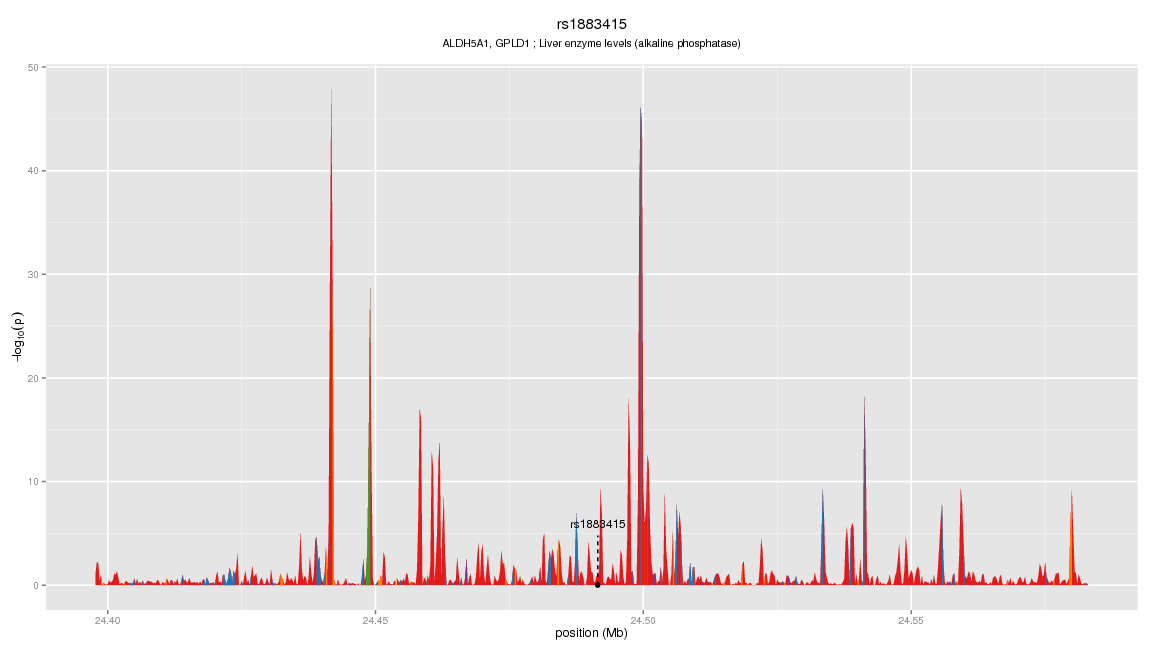 rs1883415
ALDH5A1, GPLD1 ; Liver enzyme levels (alkaline phosphatase)
50
40
30
20
10
0
−log10(p)
rs1883415
24.40 24.45 24.50 24.55
position (Mb)